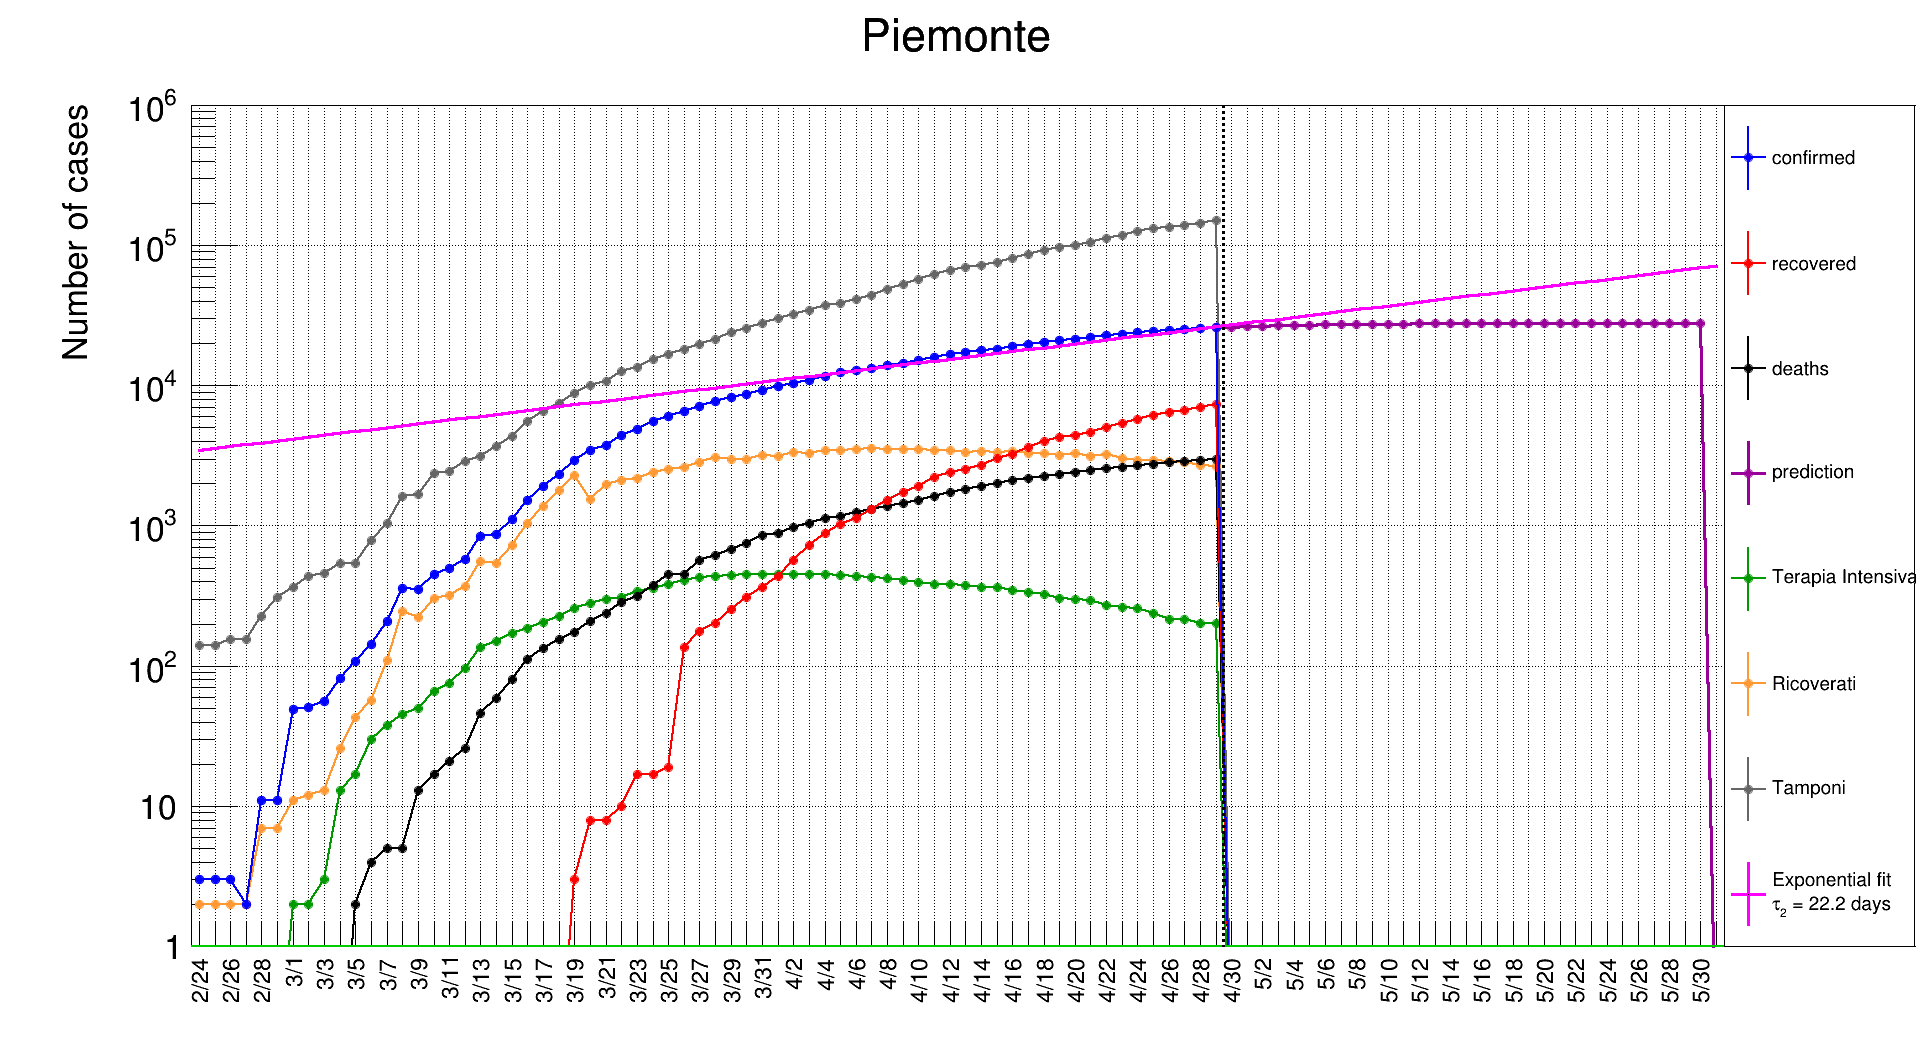 Piemonte
Number of cases
10^6
10^5
10^4
10^3
10^2
10
1
2/24 2/26 2/28 3/1 3/3 3/5 3/7 3/9 3/11 3/13 3/15 3/17 3/19 3/21 3/23 3/25 3/27 3/29 3/31 4/2 4/4 4/6 4/8 4/10 4/12 4/14 4/16 4/18 4/20 4/22 4/24 4/26 4/28 4/30 5/2 5/4 5/6 5/8 5/10 5/12 5/14 5/16 5/18 5/20 5/22 5/24 5/26 5/28 5/30
confirmed
recovered
deaths
prediction
Terapia Intensiva
Ricoverati
Tamponi
Exponential fit
τ₂ = 22.2 days